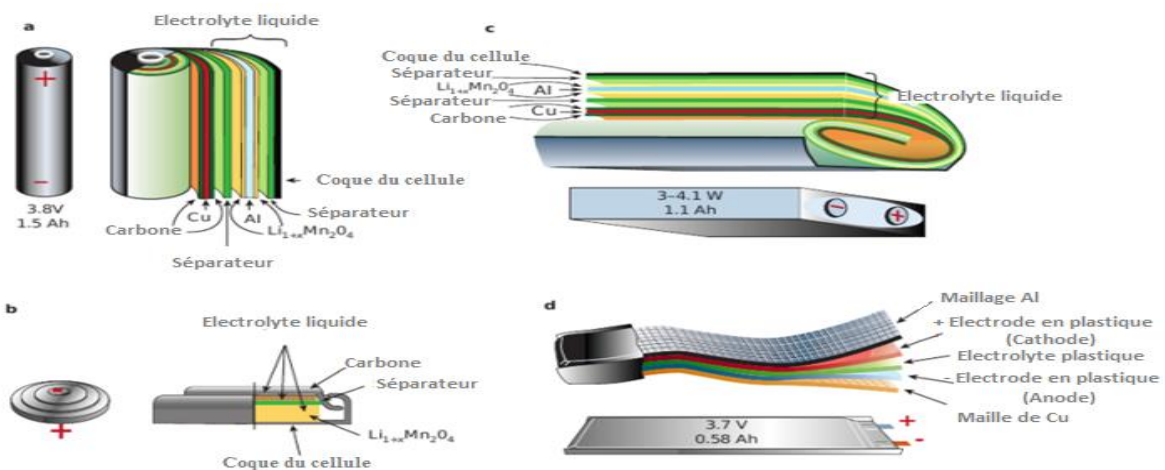 a
Electrolyte liquide
+
−
3.8V
1.5 Ah
Coque du cellule
Cu
Al
Séparateur
Carbone
Li1+xMn2O4
Séparateur
c
Coque du cellule
Séparateur
Li1+xMn2O4
Al
Séparateur
Cu
Carbone
Electrolyte liquide
3–4.1 W
1.1 Ah
−
+
b
Electrolyte liquide
Carbone
Séparateur
Li1+xMn2O4
Coque du cellule
-
+
d
Maillage Al
+ Electrode en plastique
(Cathode)
Electrolyte plastique
- Electrode en plastique
(Anode)
Maille de Cu
3.7 V
0.58 Ah
+
-